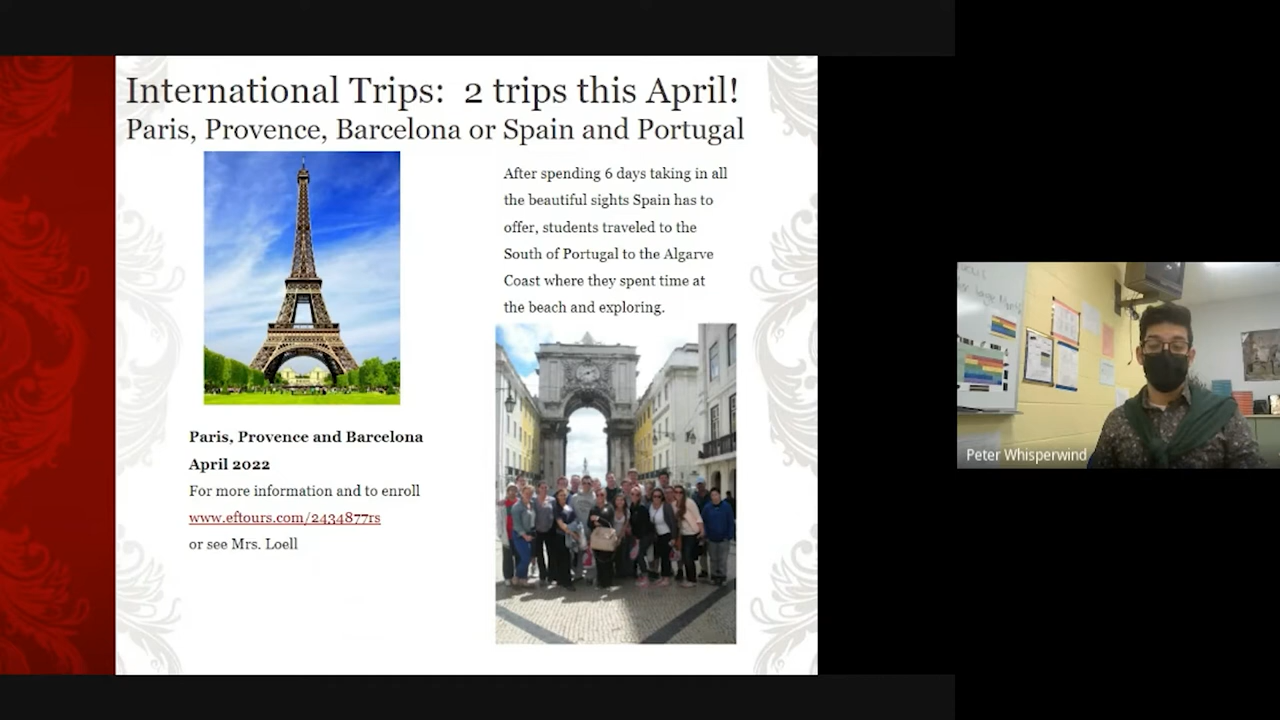 International Trips:  2 trips this April!
Paris, Provence, Barcelona or Spain and Portugal
After spending 6 days taking in all
the beautiful sights Spain has to
offer, students traveled to the
South of Portugal to the Algarve
Coast where they spent time at
the beach and exploring.
Paris, Provence and Barcelona
April 2022
For more information and to enroll
www.eftours.com/2434877rs
or see Mrs. Loell
Peter Whisperwind